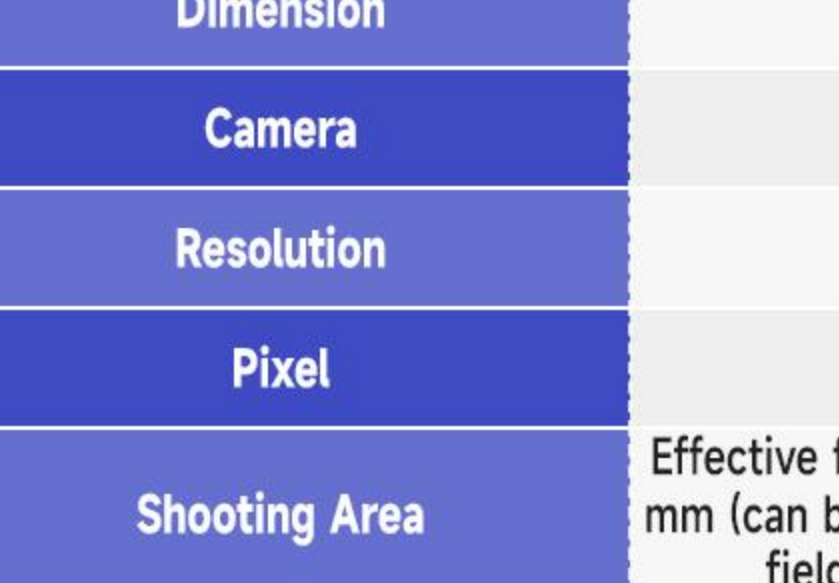 Dimension
Camera
Resolution
Pixel
Shooting Area
Effective
mm (can